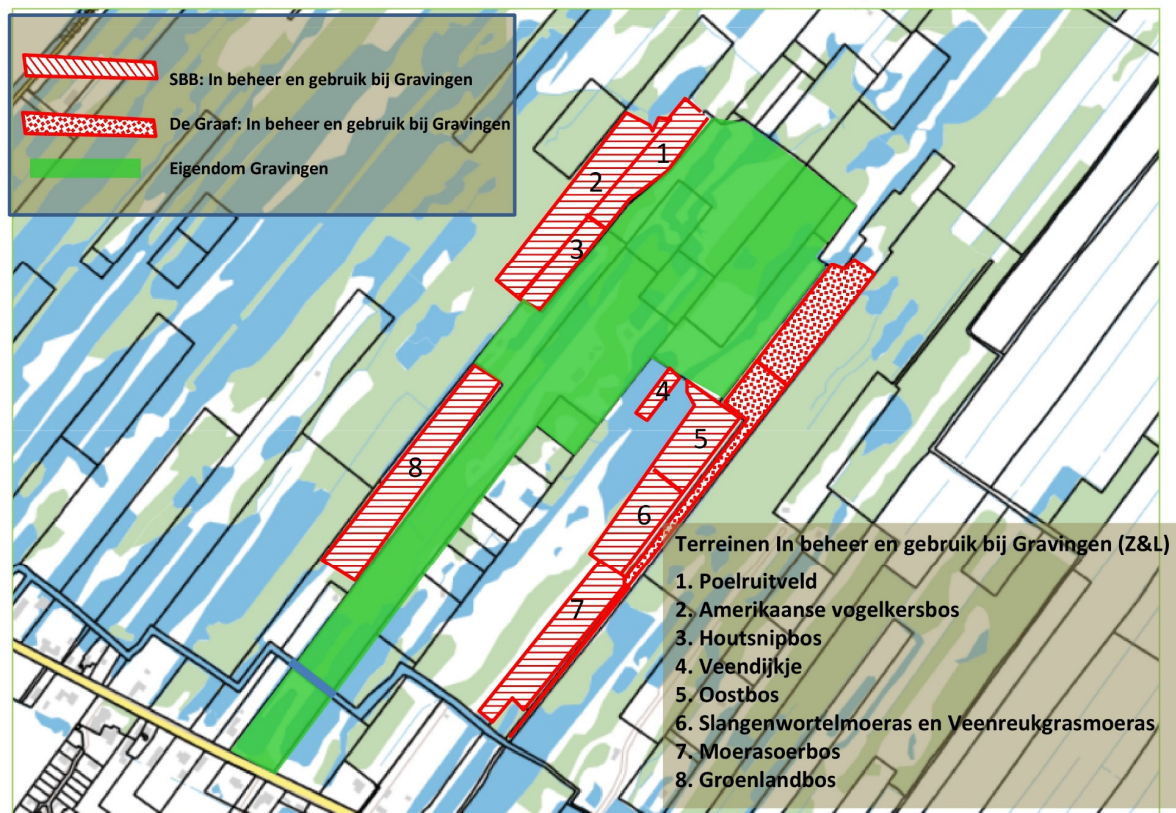 SBB: In beheer en gebruik bij Gravingen
De Graaf: In beheer en gebruik bij Gravingen
Eigendom Gravingen
1
2
3
4
5
8
6
7
Terreinen In beheer en gebruik bij Gravingen (Z&L)
1. Poelruitveld
2. Amerikaanse vogelkersbos
3. Houtsnipbos
4. Veendijkje
5. Oostbos
6. Slangenwortelmoeras en Veenreukgrasmoeras
7. Moerasoerbos
8. Groenlandbos